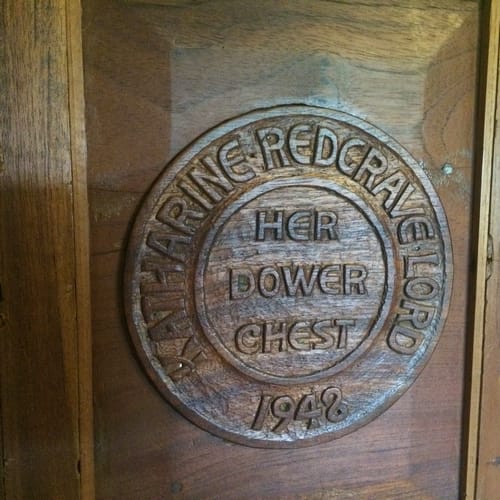 KATHARINE·REDGRAVE·LORD
HER
DOWER
CHEST
1948